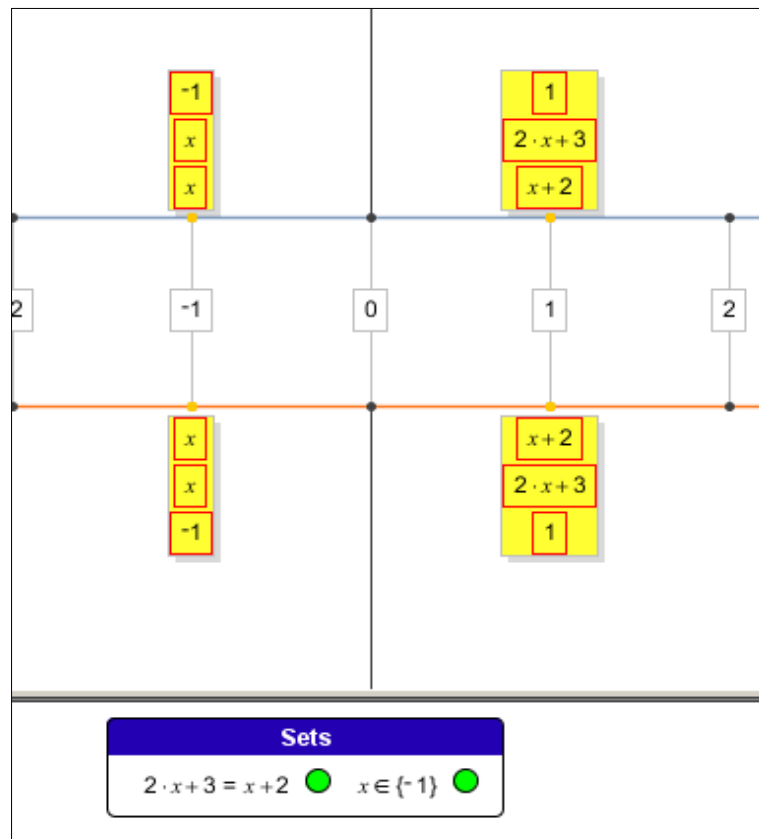 -1 1
x 2 · x + 3
x x + 2
2 -1 0 1 2
x x + 2
x 2 · x + 3
-1 1
Sets
2 · x + 3 = x + 2 x ∈ {-1}